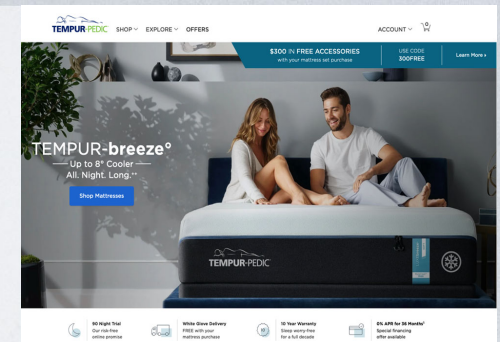 TEMPUR-PEDIC SHOP EXPLORE OFFERS ACCOUNT 0
$300 IN FREE ACCESSORIES
with your mattress set purchase
USE CODE
300FREE
Learn More ›
TEMPUR-breeze°
Up to 8° Cooler
All. Night. Long.**
Shop Mattresses
TEMPUR-PEDIC
90 Night Trial
Our risk-free
online promise
White Glove Delivery
FREE with your
mattress purchase
10
10 Year Warranty
Sleep worry-free
for a full decade
0% APR for 36 Months¹
Special financing
offer available